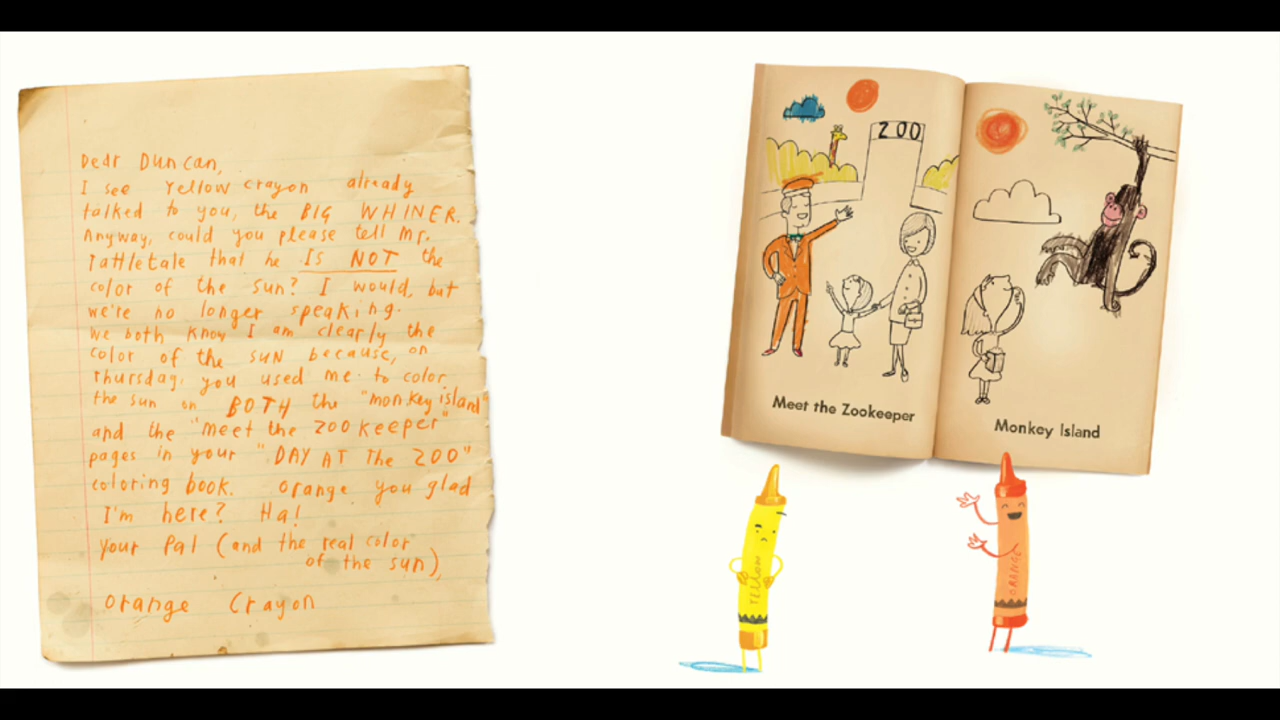 Dear Duncan,
I see Yellow crayon already
talked to you, the BIG WHINER.
Anyway, could you please tell Mr.
Tattletale that he IS NOT the
color of the sun? I would, but
we're no longer speaking.
We both know I am clearly the
color of the sun because, on
Thursday, you used me to color
the sun on BOTH the "monkey island"
and the "meet the zoo keeper"
pages in your "DAY AT The ZOO"
coloring book. Orange you glad
I'm here? Ha!
Your Pal (and the real color
of the sun),
Orange Crayon
ZOO
Meet the Zookeeper
Monkey Island
YELLOW
ORANGE